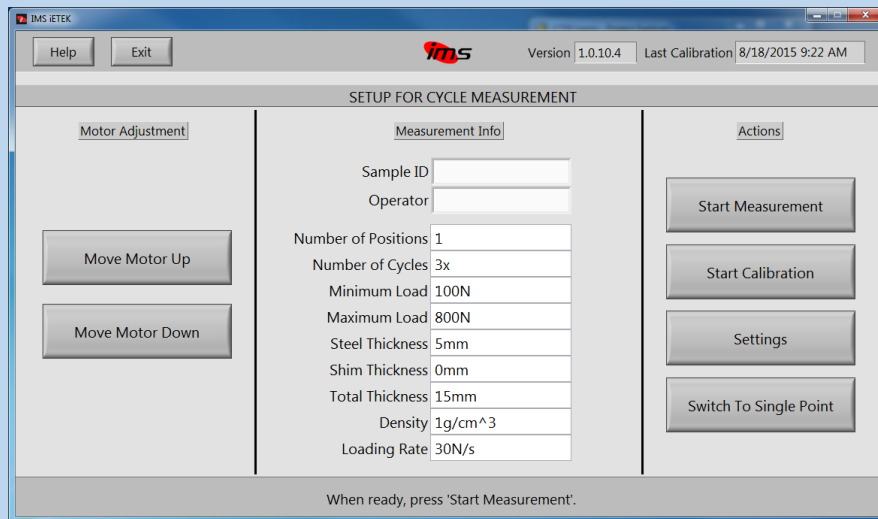 IMS iETEK
Help Exit ims Version 1.0.10.4 Last Calibration 8/18/2015 9:22 AM
SETUP FOR CYCLE MEASUREMENT
Motor Adjustment
Move Motor Up
Move Motor Down
Measurement Info
Sample ID
Operator
Number of Positions 1
Number of Cycles 3x
Minimum Load 100N
Maximum Load 800N
Steel Thickness 5mm
Shim Thickness 0mm
Total Thickness 15mm
Density 1g/cm^3
Loading Rate 30N/s
Actions
Start Measurement
Start Calibration
Settings
Switch To Single Point
When ready, press 'Start Measurement'.